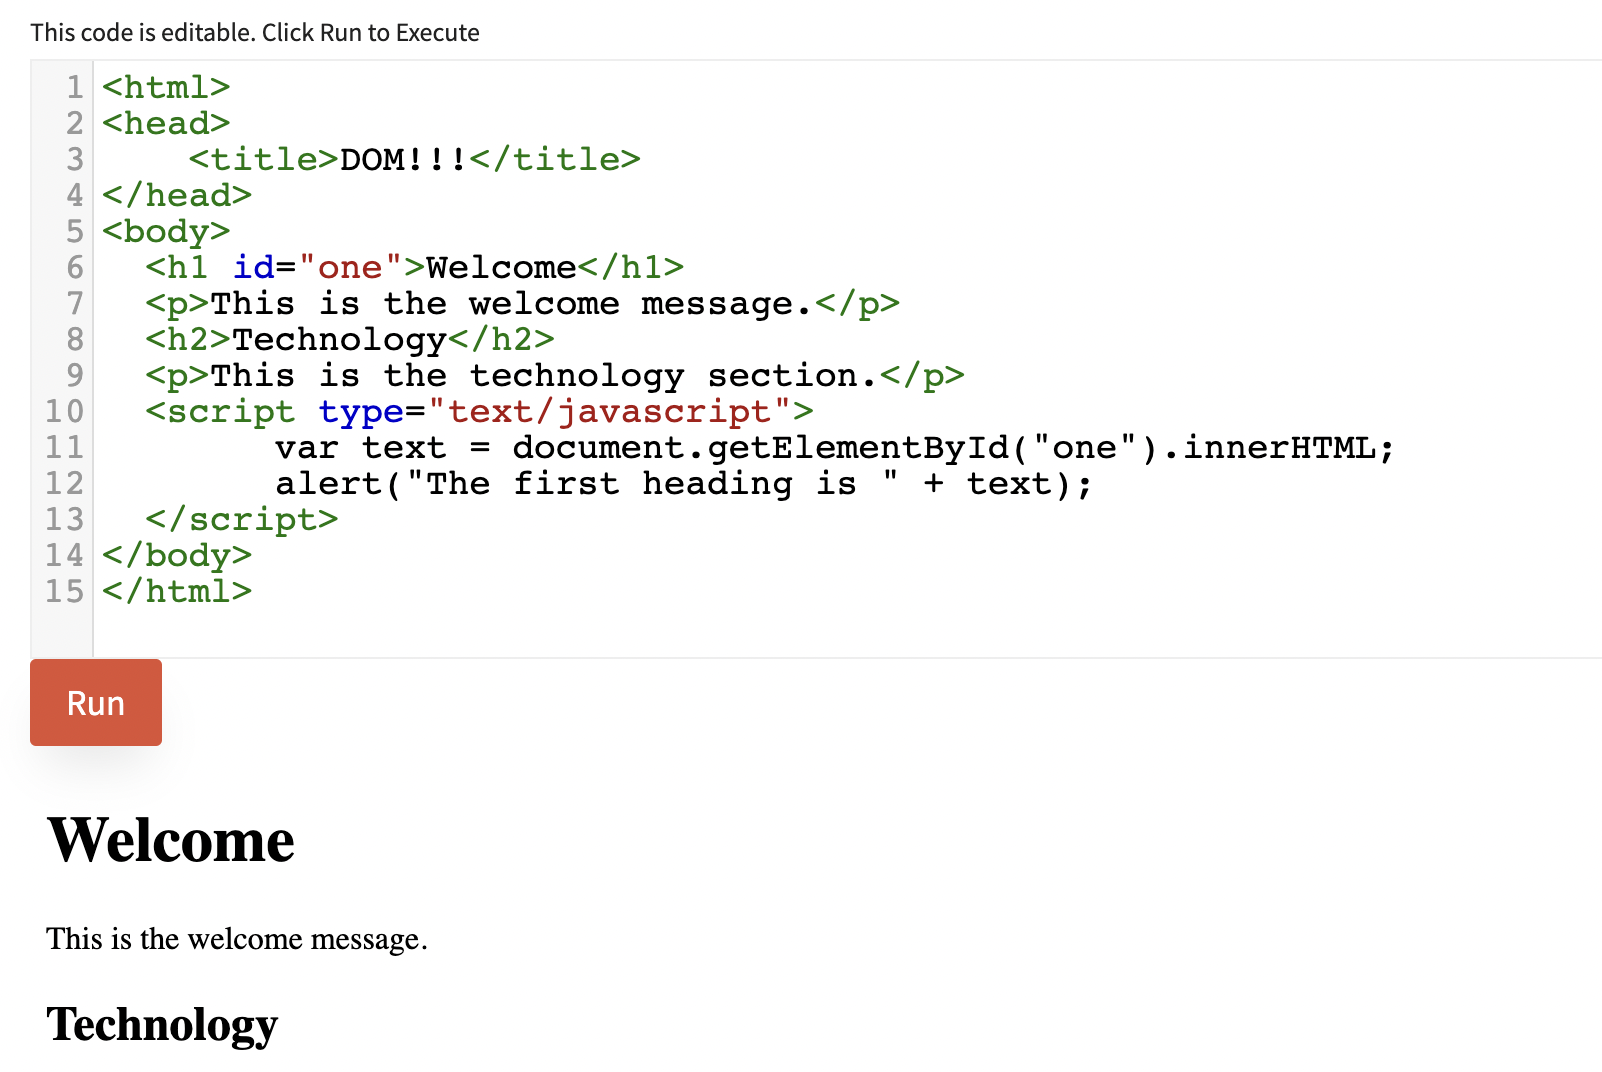 This code is editable. Click Run to Execute
1 <html>
2 <head>
3     <title>DOM!!!</title>
4 </head>
5 <body>
6   <h1 id="one">Welcome</h1>
7   <p>This is the welcome message.</p>
8   <h2>Technology</h2>
9   <p>This is the technology section.</p>
10   <script type="text/javascript">
11         var text = document.getElementById("one").innerHTML;
12         alert("The first heading is " + text);
13   </script>
14 </body>
15 </html>
Run
Welcome
This is the welcome message.
Technology